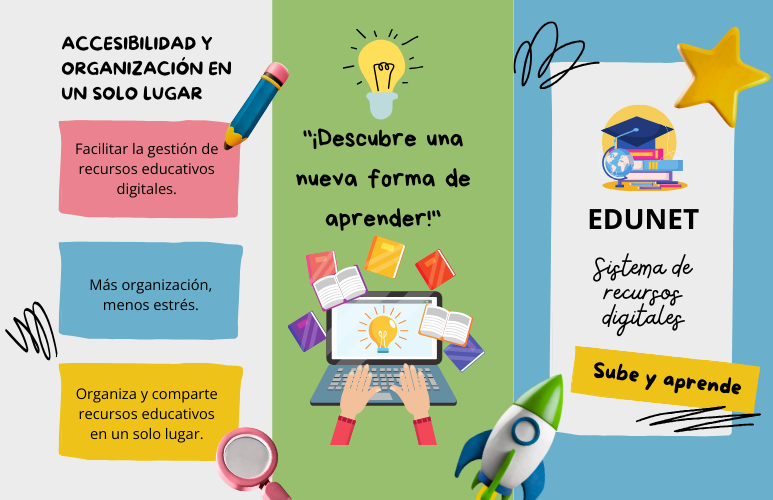 ACCESIBILIDAD Y
ORGANIZACIÓN EN
UN SOLO LUGAR
Facilitar la gestión de
recursos educativos
digitales.
Más organización,
menos estrés.
Organiza y comparte
recursos educativos
en un solo lugar.
"¡Descubre una
nueva forma de
aprender!"
EDUNET
Sistema de
recursos
digitales
Sube y aprende